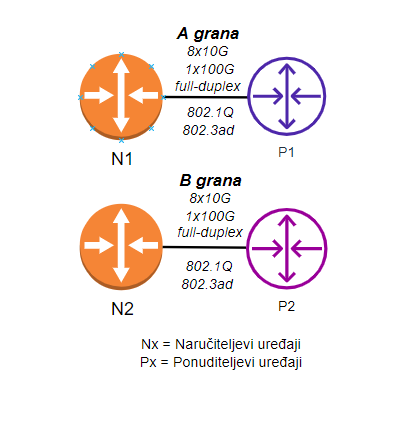 A grana
8x10G
1x100G
full-duplex
802.1Q
802.3ad
N1
P1
B grana
8x10G
1x100G
full-duplex
802.1Q
802.3ad
N2
P2
Nx = Naručiteljevi uređaji
Px = Ponuditeljevi uređaji